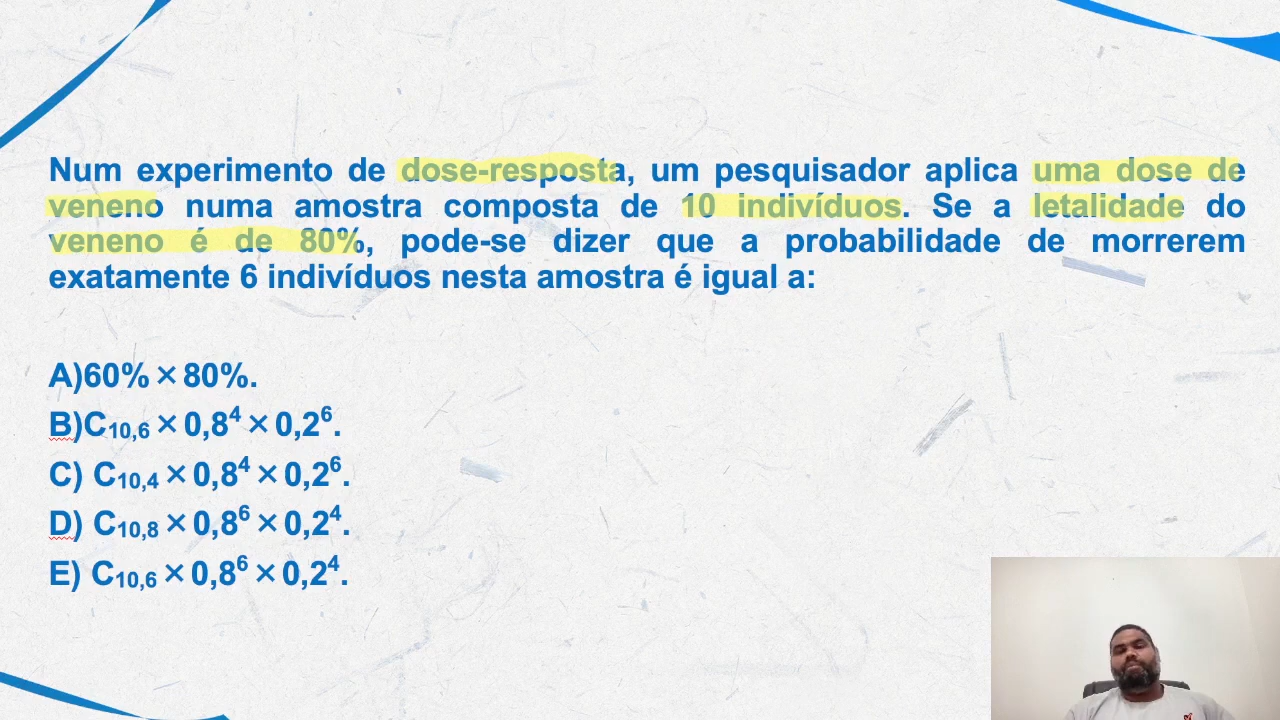 Num experimento de dose-resposta, um pesquisador aplica uma dose de
veneno numa amostra composta de 10 indivíduos. Se a letalidade do
veneno é de 80%, pode-se dizer que a probabilidade de morrerem
exatamente 6 indivíduos nesta amostra é igual a:
A)60% × 80%.
B)C₁₀,₆ × 0,8⁴ × 0,2⁶.
C) C₁₀,₄ × 0,8⁴ × 0,2⁶.
D) C₁₀,₈ × 0,8⁶ × 0,2⁴.
E) C₁₀,₆ × 0,8⁶ × 0,2⁴.